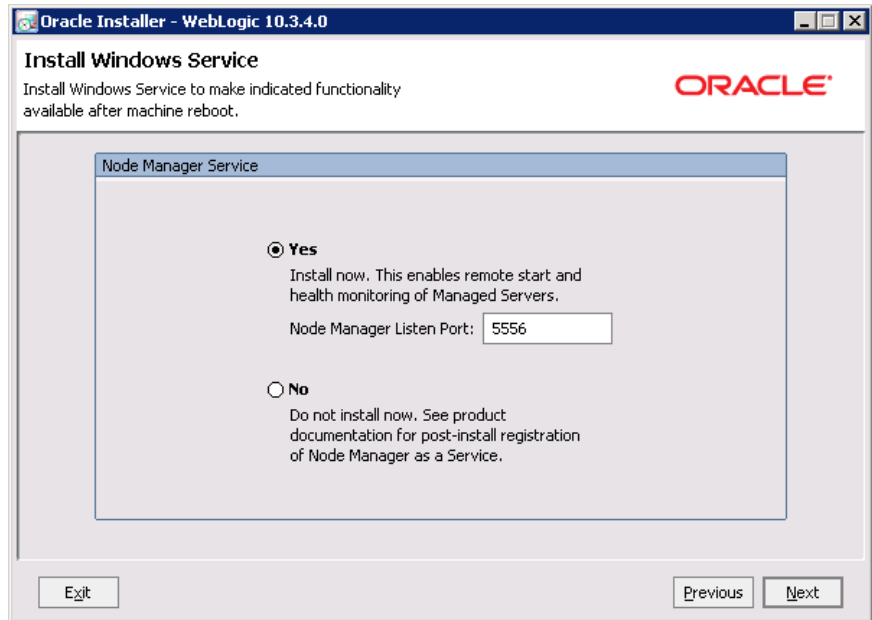 Oracle Installer - WebLogic 10.3.4.0
Install Windows Service
Install Windows Service to make indicated functionality
available after machine reboot.
ORACLE
Node Manager Service
Yes
Install now. This enables remote start and
health monitoring of Managed Servers.
Node Manager Listen Port: 5556
No
Do not install now. See product
documentation for post-install registration
of Node Manager as a Service.
Exit Previous Next